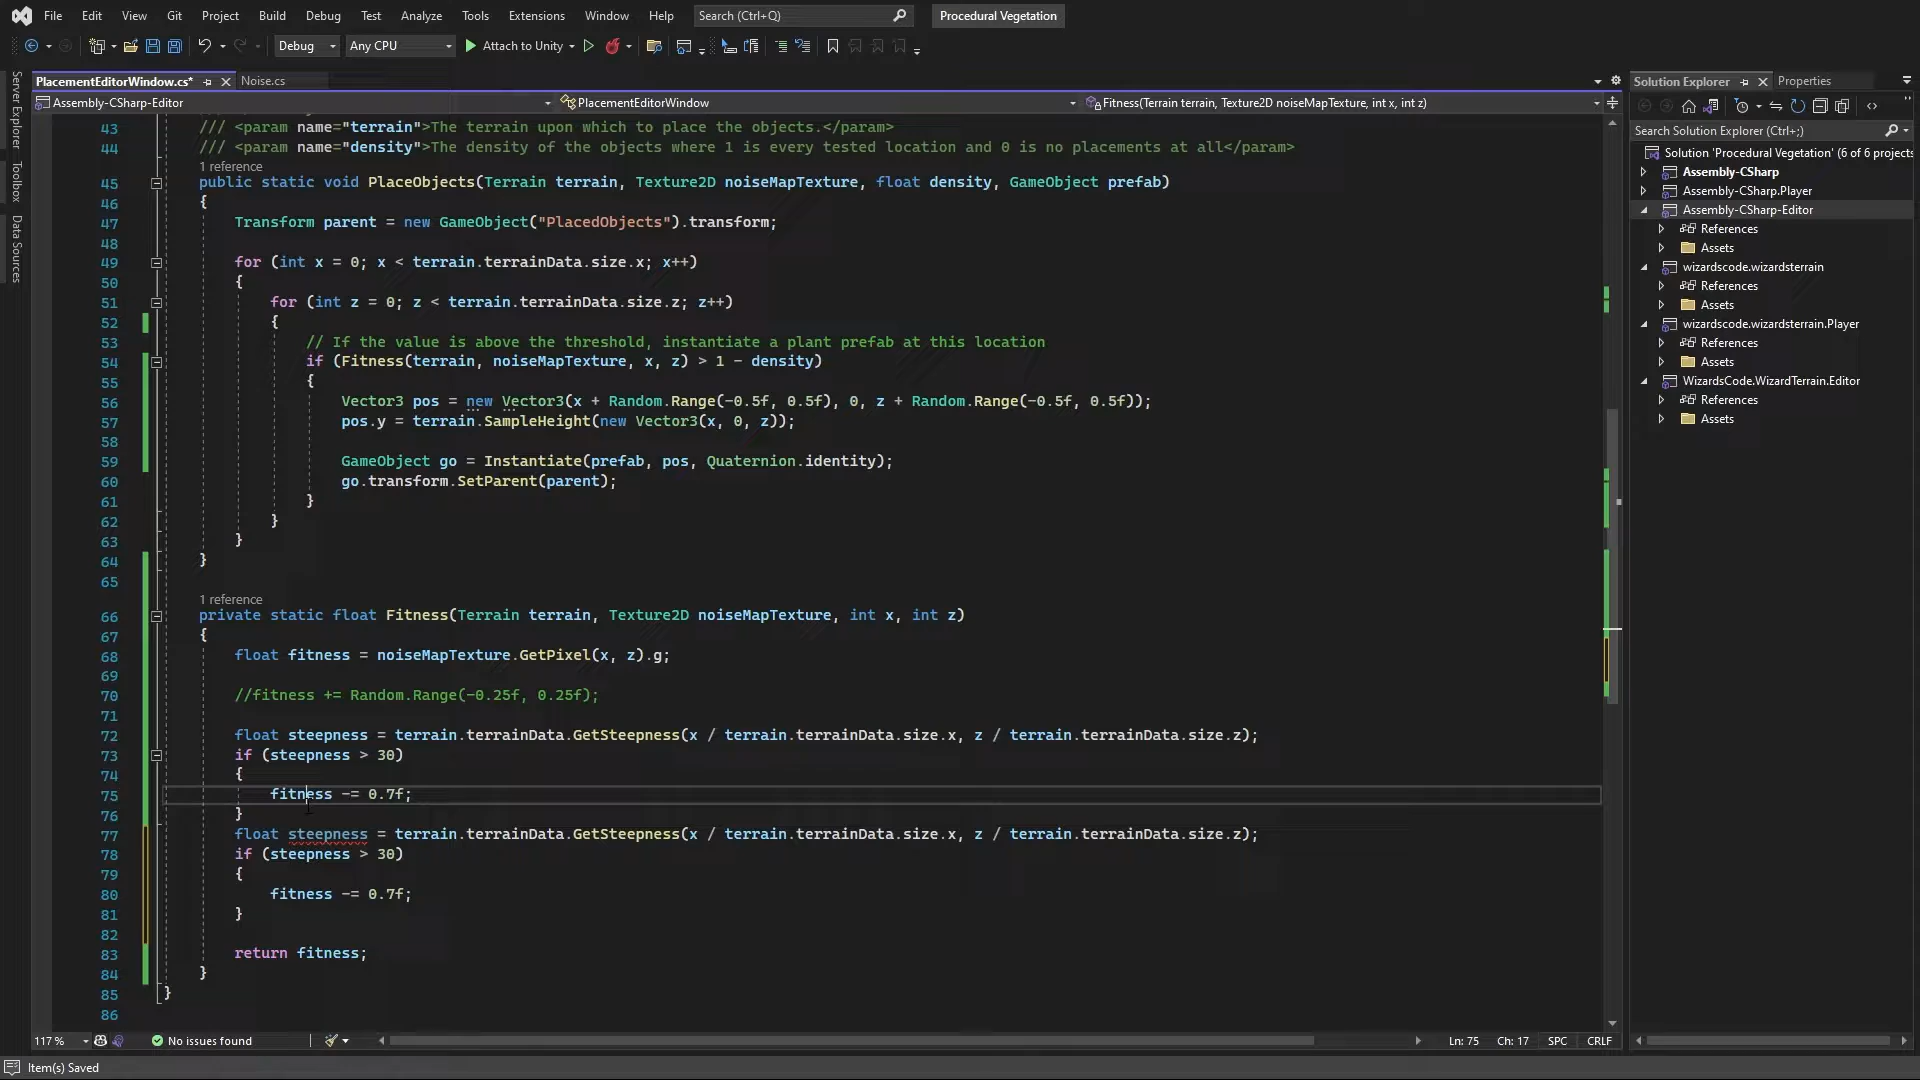 File Edit View Git Project Build Debug Test Analyze Tools Extensions Window Help Search (Ctrl+Q) Procedural Vegetation
Debug Any CPU Attach to Unity
PlacementEditorWindow.cs* Noise.cs
Assembly-CSharp-Editor PlacementEditorWindow Fitness(Terrain terrain, Texture2D noiseMapTexture, int x, int z)
Server Explorer
Toolbox
Data Sources
43 /// <param name="terrain">The terrain upon which to place the objects.</param>
44 /// <param name="density">The density of the objects where 1 is every tested location and 0 is no placements at all</param>
1 reference
45 public static void PlaceObjects(Terrain terrain, Texture2D noiseMapTexture, float density, GameObject prefab)
46 {
47 Transform parent = new GameObject("PlacedObjects").transform;
48
49 for (int x = 0; x < terrain.terrainData.size.x; x++)
50 {
51 for (int z = 0; z < terrain.terrainData.size.z; z++)
52 {
53 // If the value is above the threshold, instantiate a plant prefab at this location
54 if (Fitness(terrain, noiseMapTexture, x, z) > 1 - density)
55 {
56 Vector3 pos = new Vector3(x + Random.Range(-0.5f, 0.5f), 0, z + Random.Range(-0.5f, 0.5f));
57 pos.y = terrain.SampleHeight(new Vector3(x, 0, z));
58
59 GameObject go = Instantiate(prefab, pos, Quaternion.identity);
60 go.transform.SetParent(parent);
61 }
62 }
63 }
64 }
65
1 reference
66 private static float Fitness(Terrain terrain, Texture2D noiseMapTexture, int x, int z)
67 {
68 float fitness = noiseMapTexture.GetPixel(x, z).g;
69
70 //fitness += Random.Range(-0.25f, 0.25f);
71
72 float steepness = terrain.terrainData.GetSteepness(x / terrain.terrainData.size.x, z / terrain.terrainData.size.z);
73 if (steepness > 30)
74 {
75 fitness -= 0.7f;
76 }
77 float steepness = terrain.terrainData.GetSteepness(x / terrain.terrainData.size.x, z / terrain.terrainData.size.z);
78 if (steepness > 30)
79 {
80 fitness -= 0.7f;
81 }
82
83 return fitness;
84 }
85 }
86
117 % No issues found Ln: 75 Ch: 17 SPC CRLF
Item(s) Saved
Solution Explorer Properties
Search Solution Explorer (Ctrl+;)
Solution 'Procedural Vegetation' (6 of 6 projects
Assembly-CSharp
Assembly-CSharp.Player
Assembly-CSharp-Editor
References
Assets
wizardscode.wizardsterrain
References
Assets
wizardscode.wizardsterrain.Player
References
Assets
WizardsCode.WizardTerrain.Editor
References
Assets